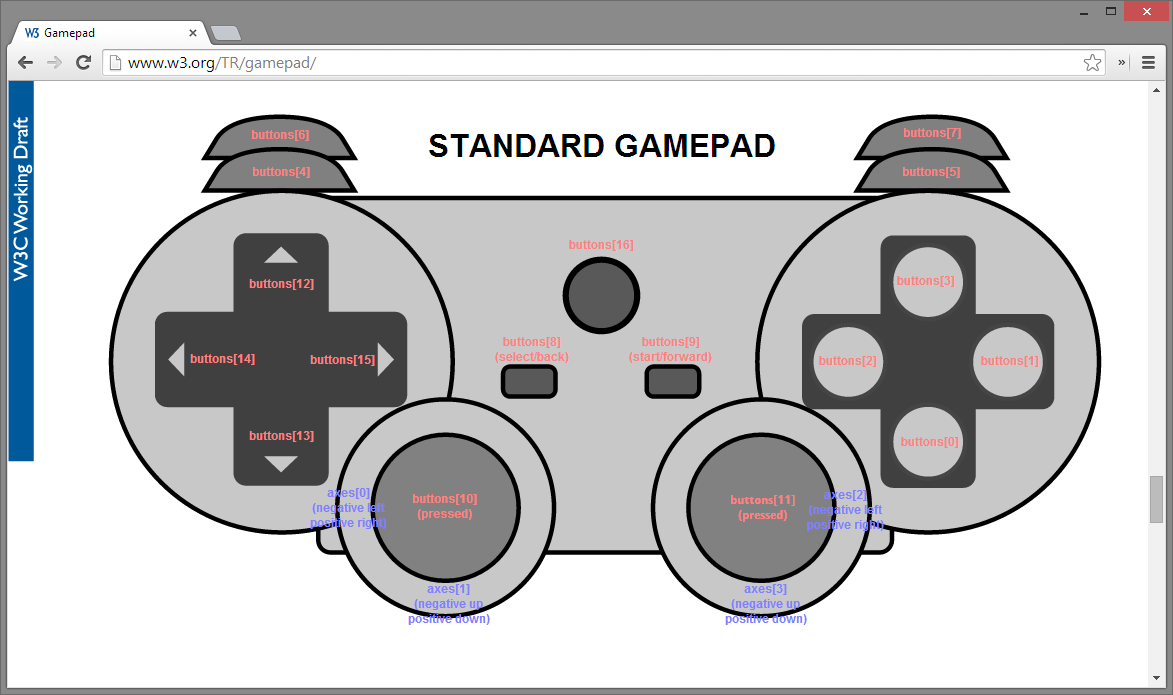 W3 Gamepad
www.w3.org/TR/gamepad/
W3C Working Draft
STANDARD GAMEPAD
buttons[6]
buttons[7]
buttons[4]
buttons[5]
buttons[16]
buttons[12]
buttons[3]
buttons[8]
(select/back)
buttons[9]
(start/forward)
buttons[14]
buttons[15]
buttons[2]
buttons[1]
buttons[13]
buttons[0]
axes[0]
(negative left
positive right)
buttons[10]
(pressed)
buttons[11]
(pressed)
axes[2]
(negative left
positive right)
axes[1]
(negative up
positive down)
axes[3]
(negative up
positive down)